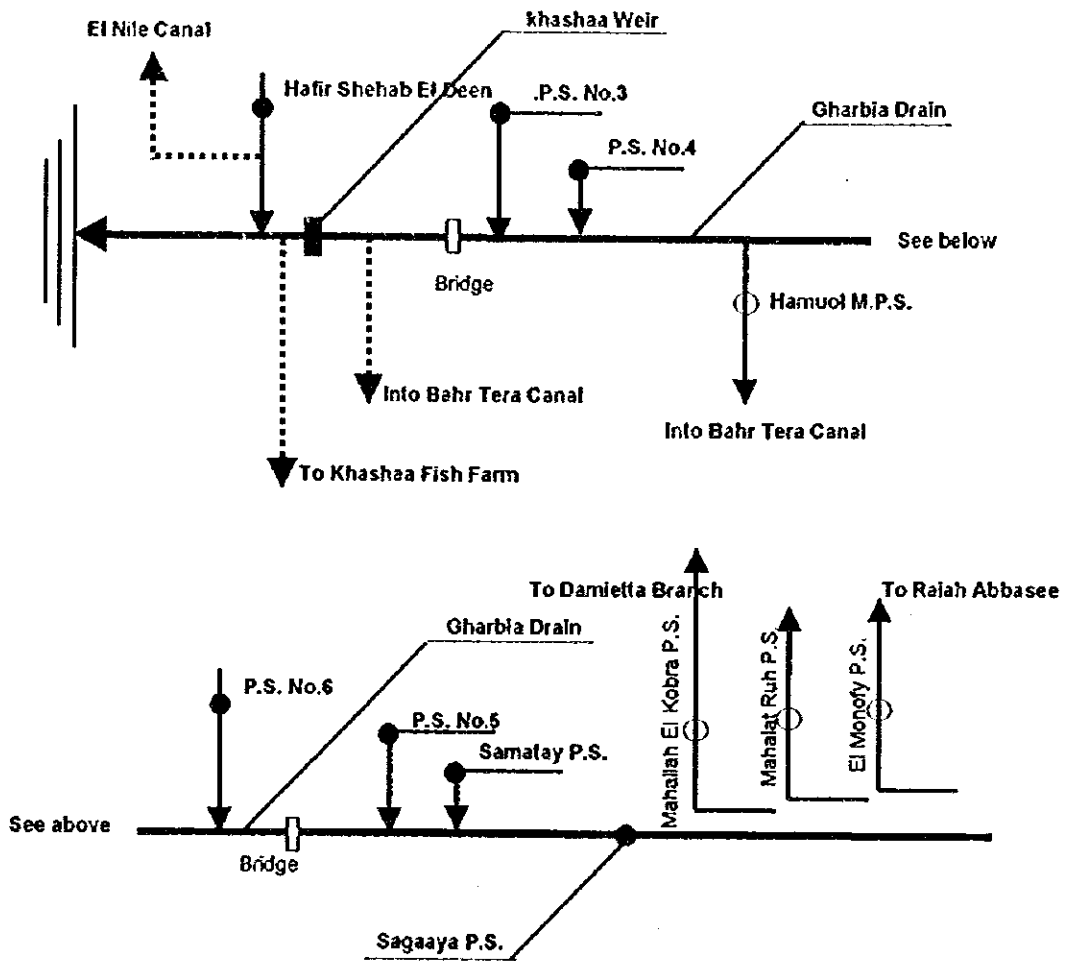 khashaa Weir
El Nile Canal
Hafir Shehab El Deen
.P.S. No.3
Gharbia Drain
P.S. No.4
See below
Bridge
Hamuol M.P.S.
Into Bahr Tera Canal
Into Bahr Tera Canal
To Khashaa Fish Farm
To Damietta Branch
To Raiah Abbasee
Gharbia Drain
Mahallah El Kobra P.S.
Mahalat Ruh P.S.
El Monofy P.S.
P.S. No.6
P.S. No.5
Samatay P.S.
See above
Bridge
Sagaaya P.S.